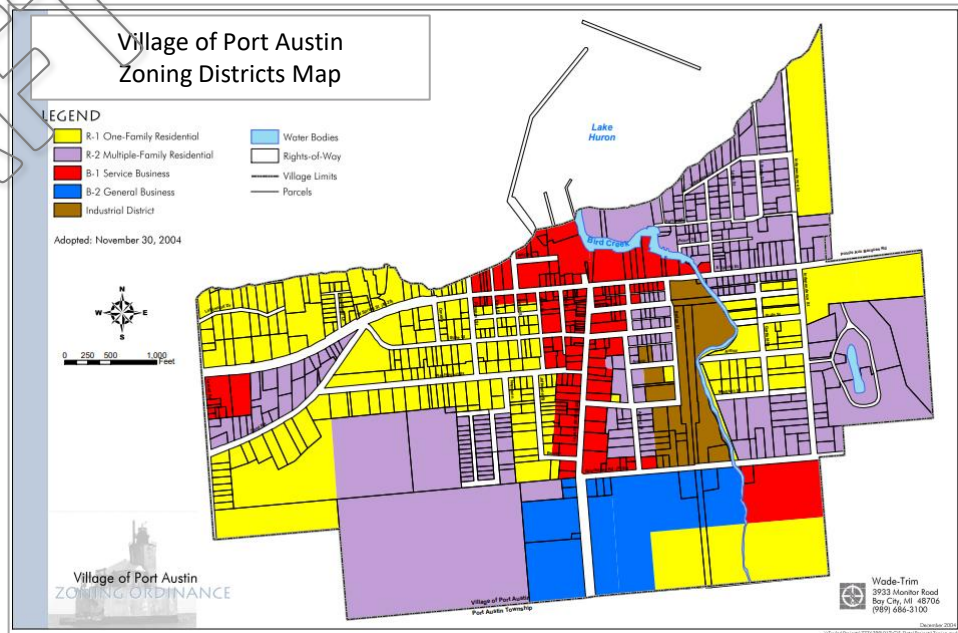 Village of Port Austin
Zoning Districts Map
LEGEND
R-1 One-Family Residential
R-2 Multiple-Family Residential
B-1 Service Business
B-2 General Business
Industrial District
Water Bodies
Rights-of-Way
Village Limits
Parcels
Adopted: November 30, 2004
N
W E
S
0 250 500 1,000
Feet
Lake
Huron
Bird Creek
Village of Port Austin
Port Austin Township
Village of Port Austin
ZONING ORDINANCE
Wade-Trim
3933 Monitor Road
Bay City, MI 48706
(989) 686-3100
December 2004